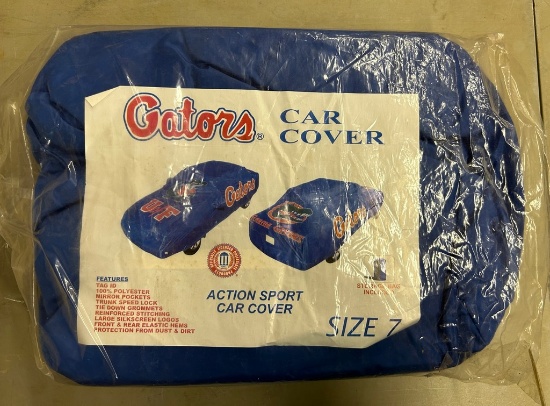 Gators® CAR
COVER
UF
Gators
Gators
FEATURES
TAG ID
100% POLYESTER
MIRROR POCKETS
TRUNK SPEED LOCK
TIE DOWN GROMMETS
REINFORCED STITCHING
LARGE SILKSCREEN LOGOS
FRONT & REAR ELASTIC HEMS
PROTECTION FROM DUST & DIRT
ACTION SPORT
CAR COVER
SIZE 7